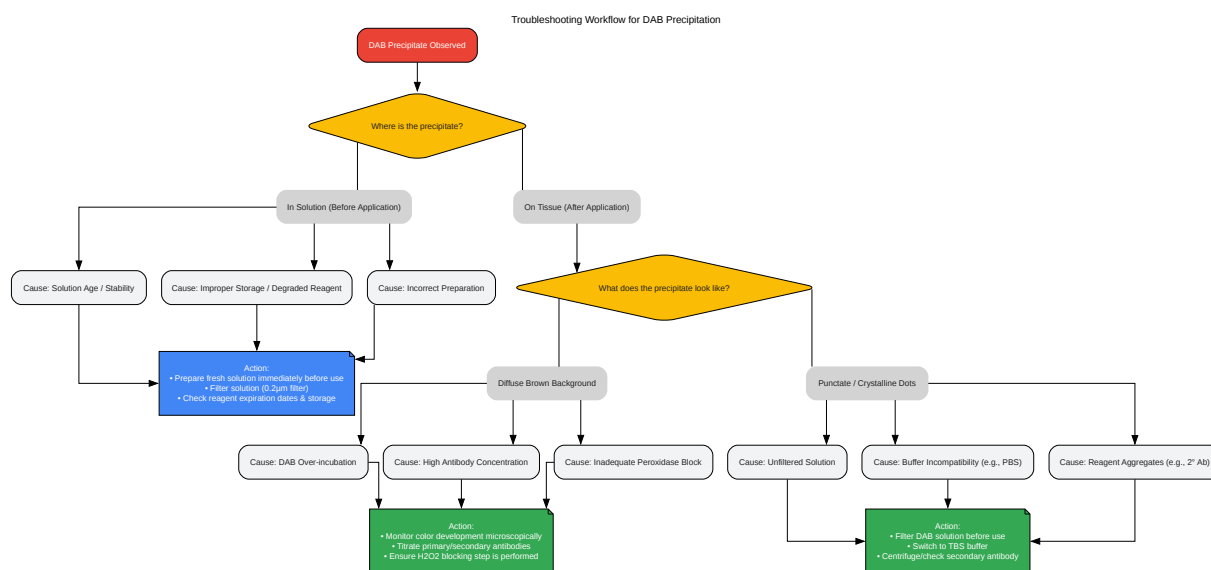 Troubleshooting Workflow for DAB Precipitation
DAB Precipitate Observed
Where is the precipitate?
In Solution (Before Application)
On Tissue (After Application)
Cause: Solution Age / Stability
Cause: Improper Storage / Degraded Reagent
Cause: Incorrect Preparation
What does the precipitate look like?
Action:
• Prepare fresh solution immediately before use
• Filter solution (0.2µm filter)
• Check reagent expiration dates & storage
Diffuse Brown Background
Punctate / Crystalline Dots
Cause: DAB Over-incubation
Cause: High Antibody Concentration
Cause: Inadequate Peroxidase Block
Cause: Unfiltered Solution
Cause: Buffer Incompatibility (e.g., PBS)
Cause: Reagent Aggregates (e.g., 2° Ab)
Action:
• Monitor color development microscopically
• Titrate primary/secondary antibodies
• Ensure H2O2 blocking step is performed
Action:
• Filter DAB solution before use
• Switch to TBS buffer
• Centrifuge/check secondary antibody